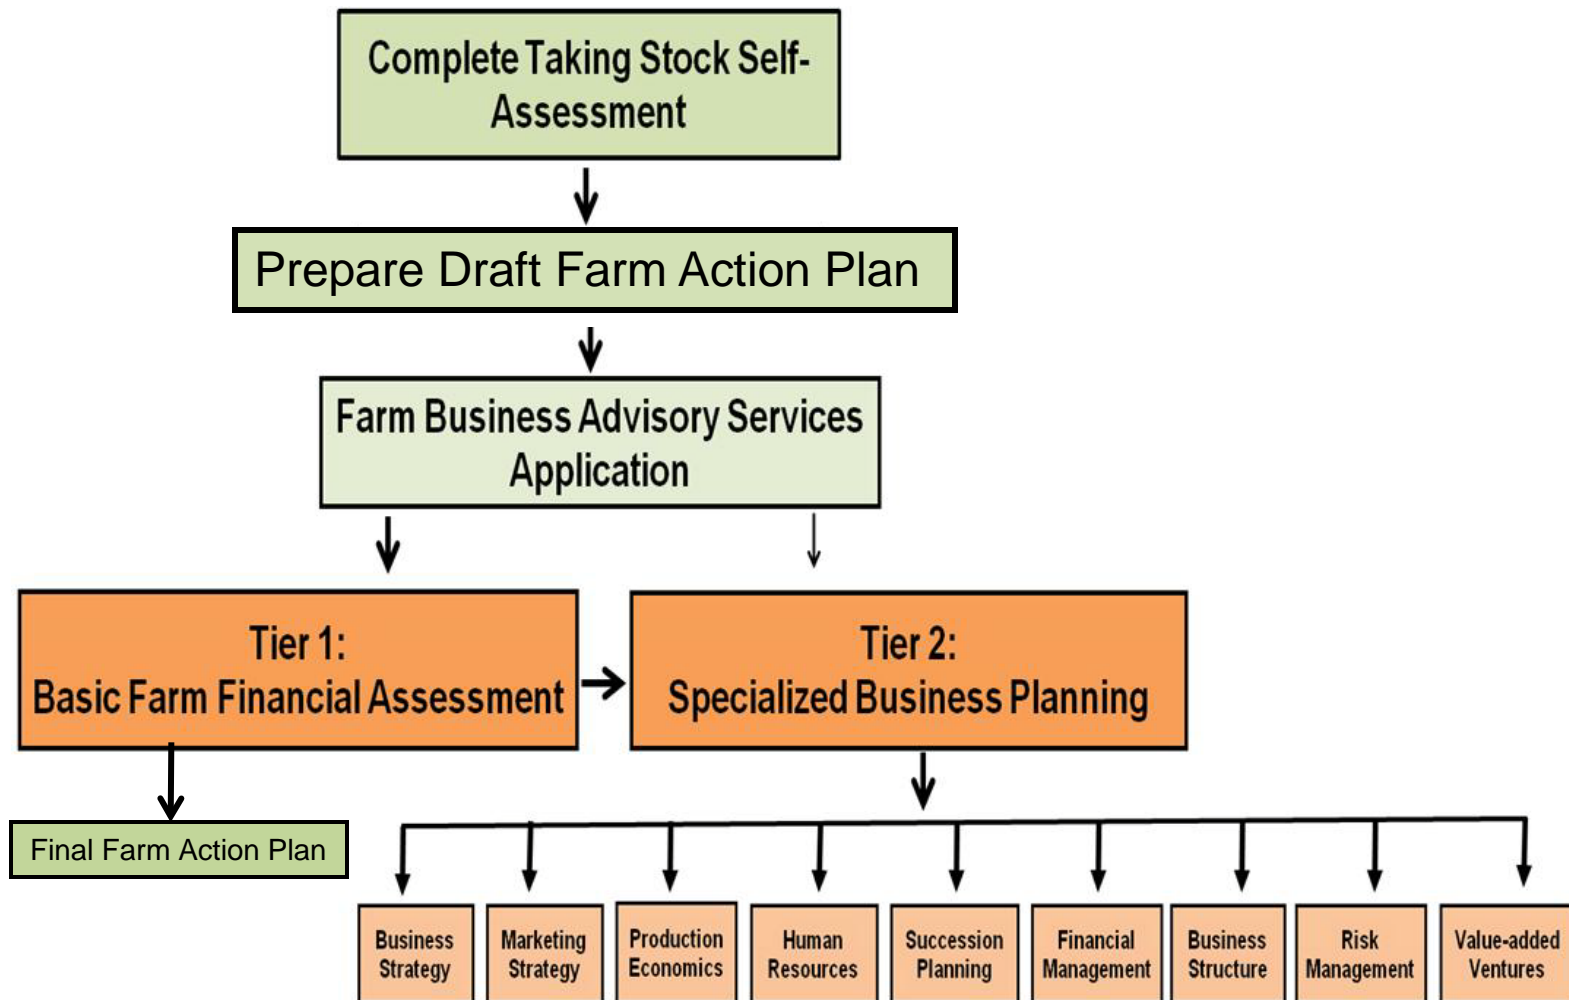 Complete Taking Stock Self-
Assessment
Prepare Draft Farm Action Plan
Farm Business Advisory Services
Application
Tier 1:
Basic Farm Financial Assessment
Tier 2:
Specialized Business Planning
Final Farm Action Plan
Business
Strategy
Marketing
Strategy
Production
Economics
Human
Resources
Succession
Planning
Financial
Management
Business
Structure
Risk
Management
Value-added
Ventures